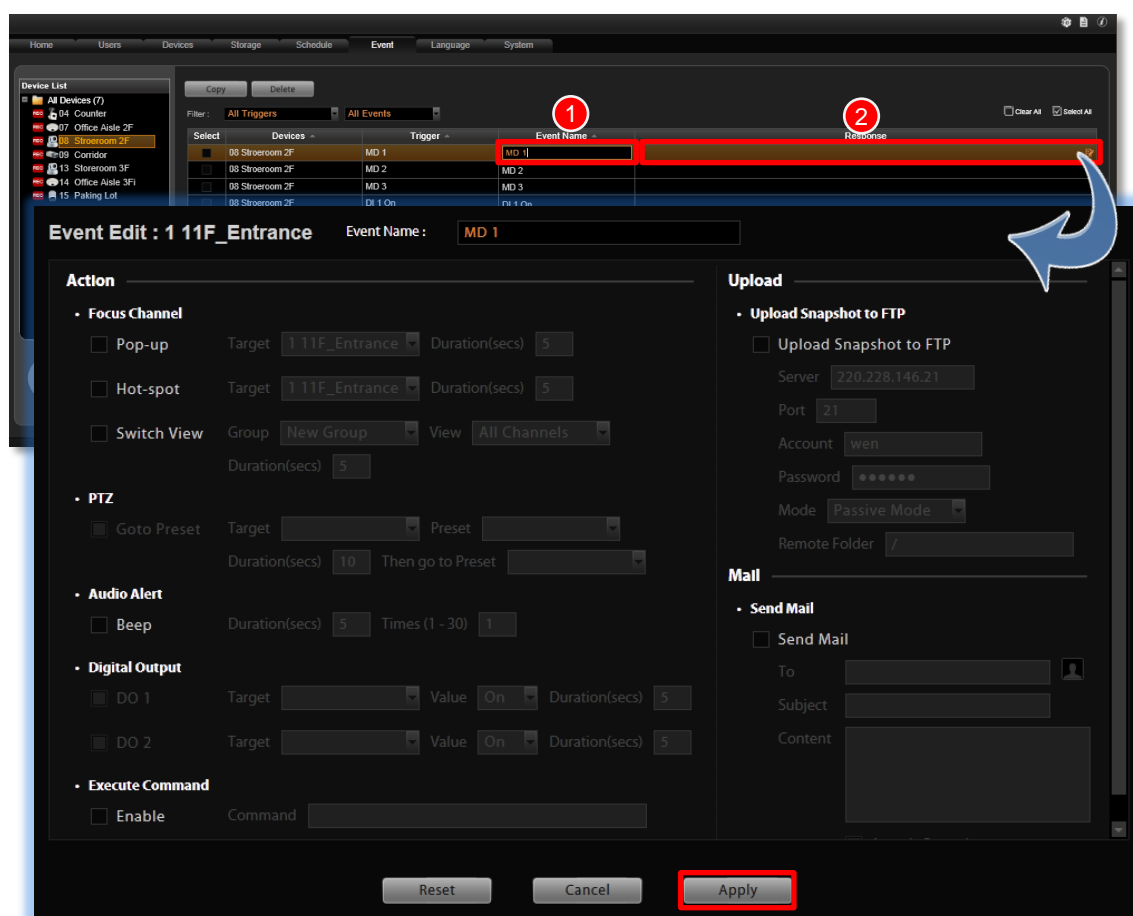 Home Users Devices Storage Schedule Event Language System
Device List
All Devices (7)
04 Counter
07 Office Aisle 2F
08 Stroeroom 2F
09 Corridor
13 Storeroom 3F
14 Office Aisle 3Fi
15 Paking Lot
Copy Delete
Filter : All Triggers All Events
Clear All Select All
1 2
Select Devices Trigger Event Name Response
08 Stroeroom 2F MD 1 MD 1
08 Stroeroom 2F MD 2 MD 2
08 Stroeroom 2F MD 3 MD 3
08 Stroeroom 2F DI 1 On DI 1 On
Event Edit : 1 11F_Entrance Event Name : MD 1
Action
• Focus Channel
Pop-up Target 1 11F_Entrance Duration(secs) 5
Hot-spot Target 1 11F_Entrance Duration(secs) 5
Switch View Group New Group View All Channels
Duration(secs) 5
• PTZ
Goto Preset Target Preset
Duration(secs) 10 Then go to Preset
• Audio Alert
Beep Duration(secs) 5 Times (1 - 30) 1
• Digital Output
DO 1 Target Value On Duration(secs) 5
DO 2 Target Value On Duration(secs) 5
• Execute Command
Enable Command
Upload
• Upload Snapshot to FTP
Upload Snapshot to FTP
Server 220.228.146.21
Port 21
Account wen
Password ●●●●●●
Mode Passive Mode
Remote Folder /
Mail
• Send Mail
Send Mail
To
Subject
Content
Reset Cancel Apply